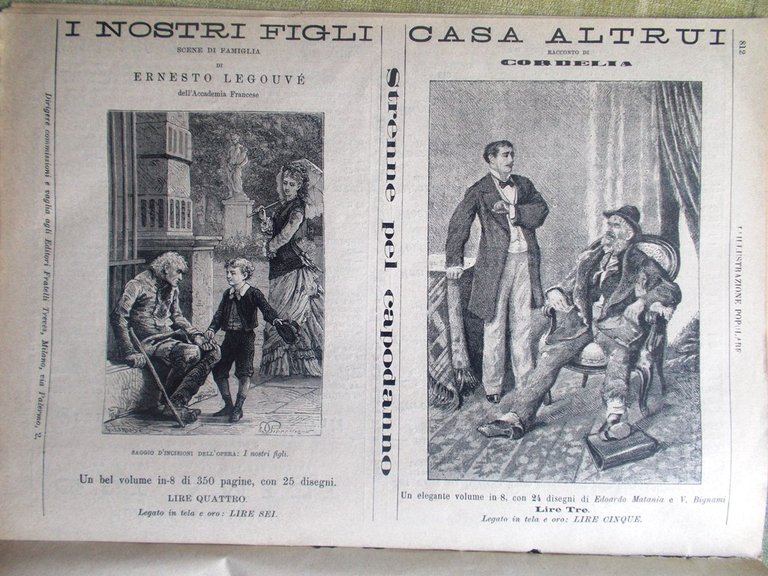 I NOSTRI FIGLI
SCENE DI FAMIGLIA
DI
ERNESTO LEGOUVÉ
dell'Accademia Francese
SAGGIO D'INCISIONI DELL'OPERA: I nostri figli.
Un bel volume in-8 di 350 pagine, con 25 disegni.
LIRE QUATTRO.
Legato in tela e oro: LIRE SEI.
Dirigere commissioni e vaglia agli Editori Fratelli Treves, Milano, via Palermo, 2.
Strenne pel capodanno
CASA ALTRUI
RACCONTO DI
CORDELIA
Un elegante volume in 8, con 24 disegni di Edoardo Matania e V. Bignami
Lire Tre.
Legato in tela e oro: LIRE CINQUE.
812
L'ILLUSTRAZIONE POPOLARE